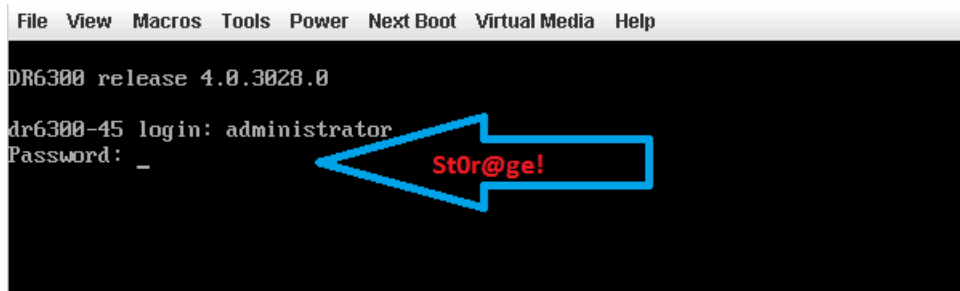 File View Macros Tools Power Next Boot Virtual Media Help
DR6300 release 4.0.3028.0
dr6300-45 login: administrator
Password: _
St0r@ge!